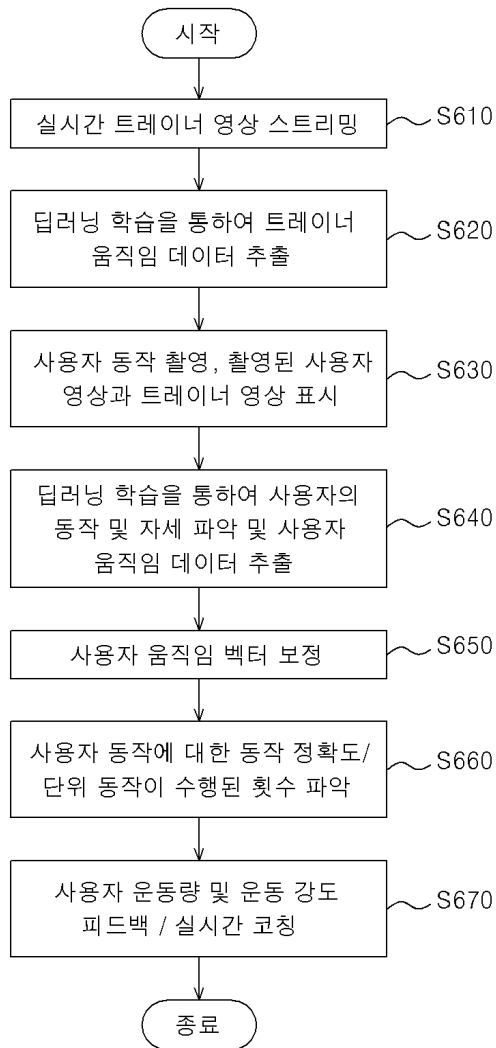 시작
실시간 트레이너 영상 스트리밍
S610
딥러닝 학습을 통하여 트레이너
움직임 데이터 추출
S620
사용자 동작 촬영, 촬영된 사용자
영상과 트레이너 영상 표시
S630
딥러닝 학습을 통하여 사용자의
동작 및 자세 파악 및 사용자
움직임 데이터 추출
S640
사용자 움직임 벡터 보정
S650
사용자 동작에 대한 동작 정확도/
단위 동작이 수행된 횟수 파악
S660
사용자 운동량 및 운동 강도
피드백 / 실시간 코칭
S670
종료